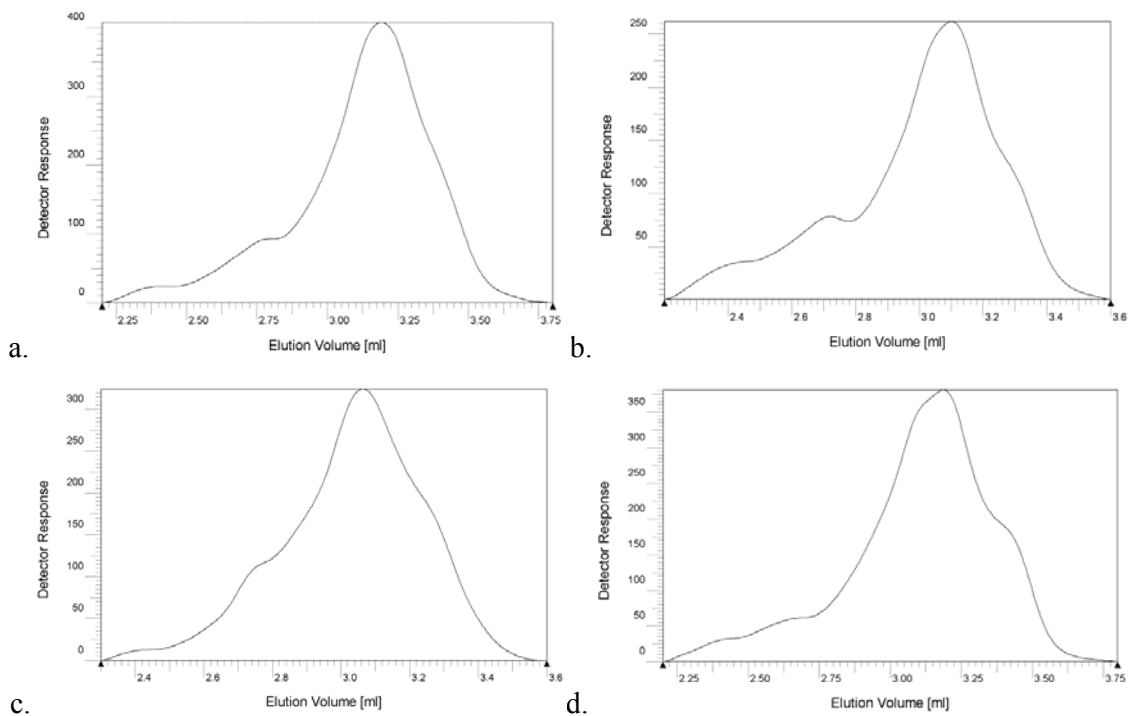 400
300
200
100
0
Detector Response
2.25 2.50 2.75 3.00 3.25 3.50 3.75
Elution Volume [ml]
a.
250
200
150
100
50
Detector Response
2.4 2.6 2.8 3.0 3.2 3.4 3.6
Elution Volume [ml]
b.
300
250
200
150
100
50
0
Detector Response
2.4 2.6 2.8 3.0 3.2 3.4 3.6
Elution Volume [ml]
c.
350
300
250
200
150
100
50
0
Detector Response
2.25 2.50 2.75 3.00 3.25 3.50 3.75
Elution Volume [ml]
d.